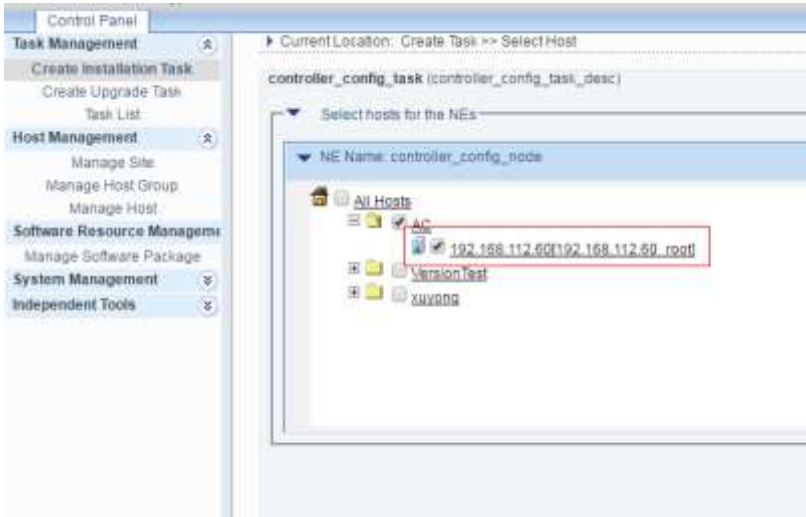 Control Panel
Task Management
Create Installation Task
Create Upgrade Task
Task List
Host Management
Manage Site
Manage Host Group
Manage Host
Software Resource Manageme
Manage Software Package
System Management
Independent Tools
Current Location: Create Task >> Select Host
controller_config_task (controller_config_task_desc)
Select hosts for the NEs
NE Name: controller_config_node
All Hosts
AC
192.168.112.60[192.168.112.60_root]
VersionTest
xuyong